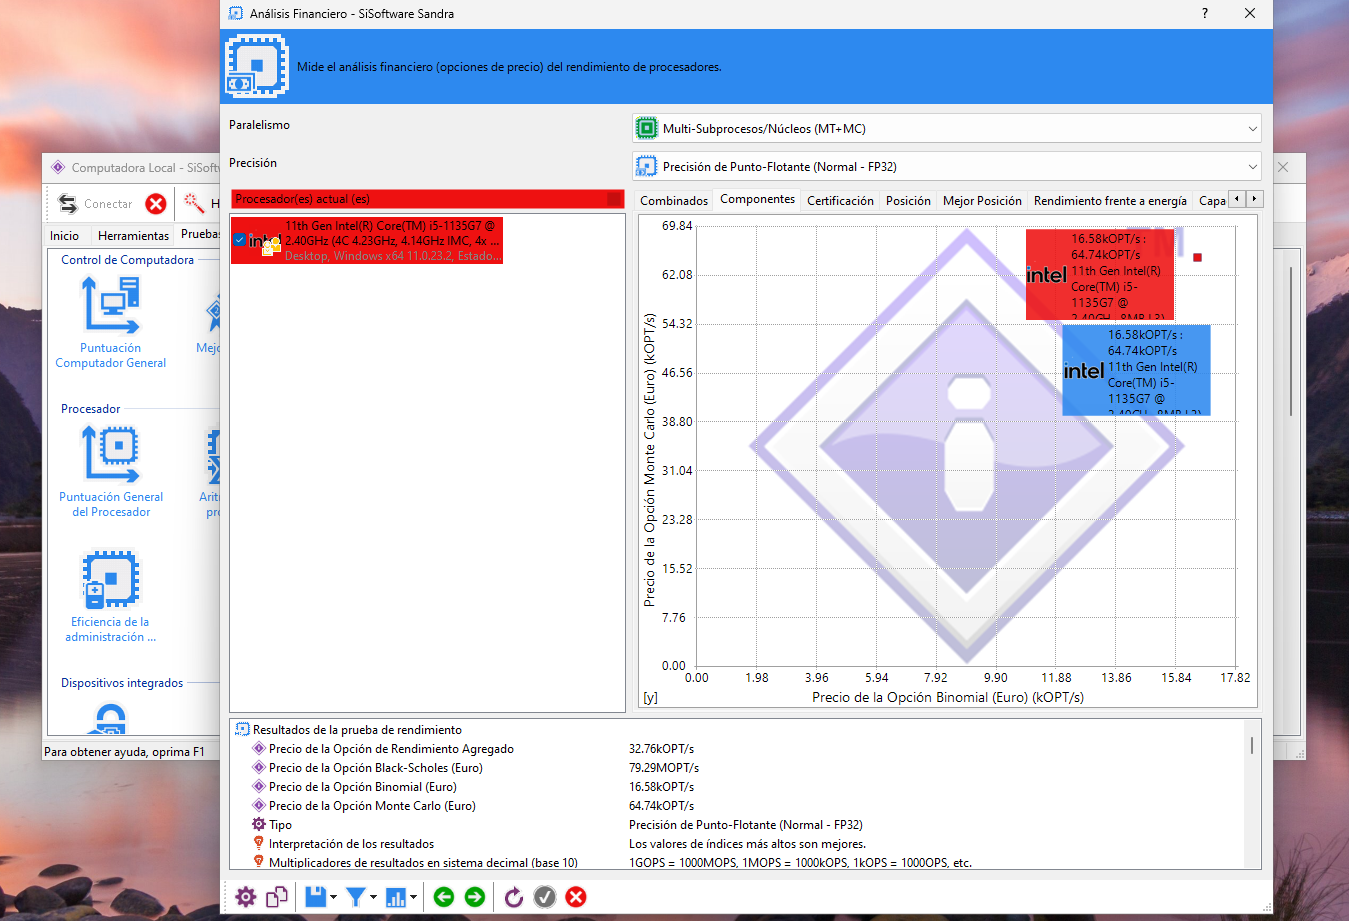 Análisis Financiero - SiSoftware Sandra
?
Mide el análisis financiero (opciones de precio) del rendimiento de procesadores.
Paralelismo
Multi-Subprocesos/Núcleos (MT+MC)
Precisión
Precisión de Punto-Flotante (Normal - FP32)
Procesador(es) actual (es)
intel
11th Gen Intel(R) Core(TM) i5-1135G7 @
2.40GHz (4C 4.23GHz, 4.14GHz IMC, 4x ...
Desktop, Windows x64 11.0.23.2, Estado...
Combinados
Componentes
Certificación
Posición
Mejor Posición
Rendimiento frente a energía
Capa
69.84
62.08
54.32
46.56
38.80
31.04
23.28
15.52
7.76
0.00
Precio de la Opción Monte Carlo (Euro) (kOPT/s)
TM
intel
16.58kOPT/s :
64.74kOPT/s
11th Gen Intel(R)
Core(TM) i5-
1135G7 @
2.40GH 8MB L3)
intel
16.58kOPT/s :
64.74kOPT/s
11th Gen Intel(R)
Core(TM) i5-
1135G7 @
2.40GH 8MB L3)
0.00
1.98
3.96
5.94
7.92
9.90
11.88
13.86
15.84
17.82
[y]
Precio de la Opción Binomial (Euro) (kOPT/s)
Resultados de la prueba de rendimiento
Precio de la Opción de Rendimiento Agregado 32.76kOPT/s
Precio de la Opción Black-Scholes (Euro) 79.29MOPT/s
Precio de la Opción Binomial (Euro) 16.58kOPT/s
Precio de la Opción Monte Carlo (Euro) 64.74kOPT/s
Tipo Precisión de Punto-Flotante (Normal - FP32)
Interpretación de los resultados Los valores de índices más altos son mejores.
Multiplicadores de resultados en sistema decimal (base 10) 1GOPS = 1000MOPS, 1MOPS = 1000kOPS, 1kOPS = 1000OPS, etc.
Computadora Local - SiSoftw
Conectar
H
Inicio
Herramientas
Pruebas
Control de Computadora
Puntuación
Computador General
Mejo
Procesador
Puntuación General
del Procesador
Arit
pro
Eficiencia de la
administración ...
Dispositivos integrados
Para obtener ayuda, oprima F1